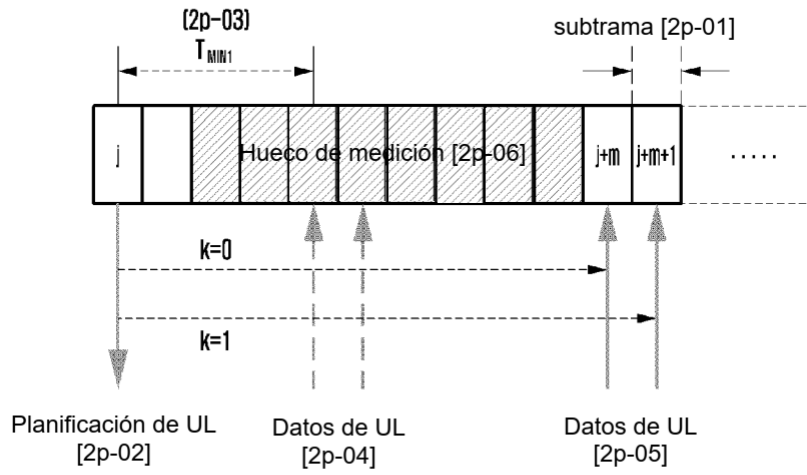 (2p-03)
T MIN1
subtrama [2p-01]
j
Hueco de medición [2p-06]
j+m
j+m+1
.....
k=0
k=1
Planificación de UL
[2p-02]
Datos de UL
[2p-04]
Datos de UL
[2p-05]